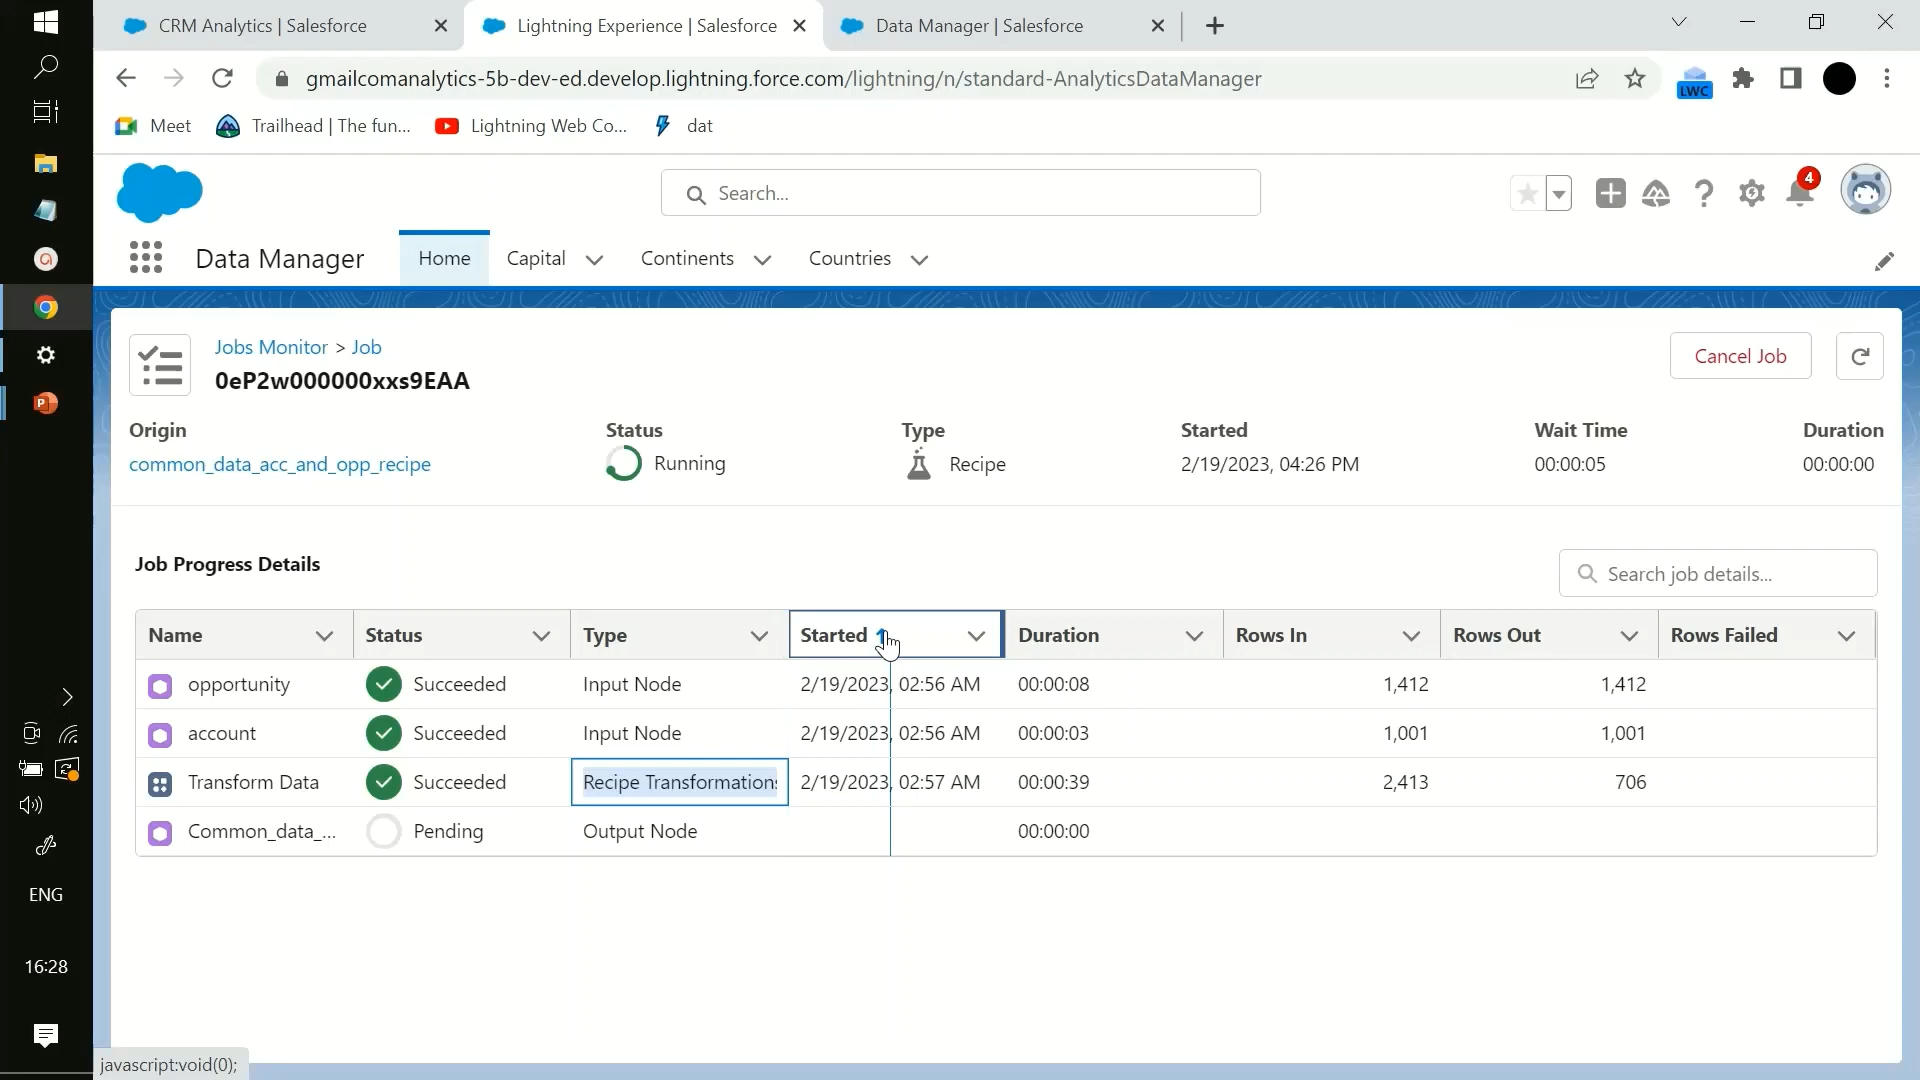 CRM Analytics | Salesforce
Lightning Experience | Salesforce
Data Manager | Salesforce
gmailcomanalytics-5b-dev-ed.develop.lightning.force.com/lightning/n/standard-AnalyticsDataManager
LWC
Meet
Trailhead | The fun...
Lightning Web Co...
dat
Search...
4
Data Manager
Home
Capital
Continents
Countries
Jobs Monitor > Job
0eP2w000000xxs9EAA
Cancel Job
Origin
Status
Type
Started
Wait Time
Duration
common_data_acc_and_opp_recipe
Running
Recipe
2/19/2023, 04:26 PM
00:00:05
00:00:00
Job Progress Details
Search job details...
Name
Status
Type
Started
Duration
Rows In
Rows Out
Rows Failed
opportunity
Succeeded
Input Node
2/19/2023, 02:56 AM
00:00:08
1,412
1,412
account
Succeeded
Input Node
2/19/2023, 02:56 AM
00:00:03
1,001
1,001
Transform Data
Succeeded
Recipe Transformations
2/19/2023, 02:57 AM
00:00:39
2,413
706
Common_data_...
Pending
Output Node
00:00:00
P
ENG
16:28
javascript:void(0);